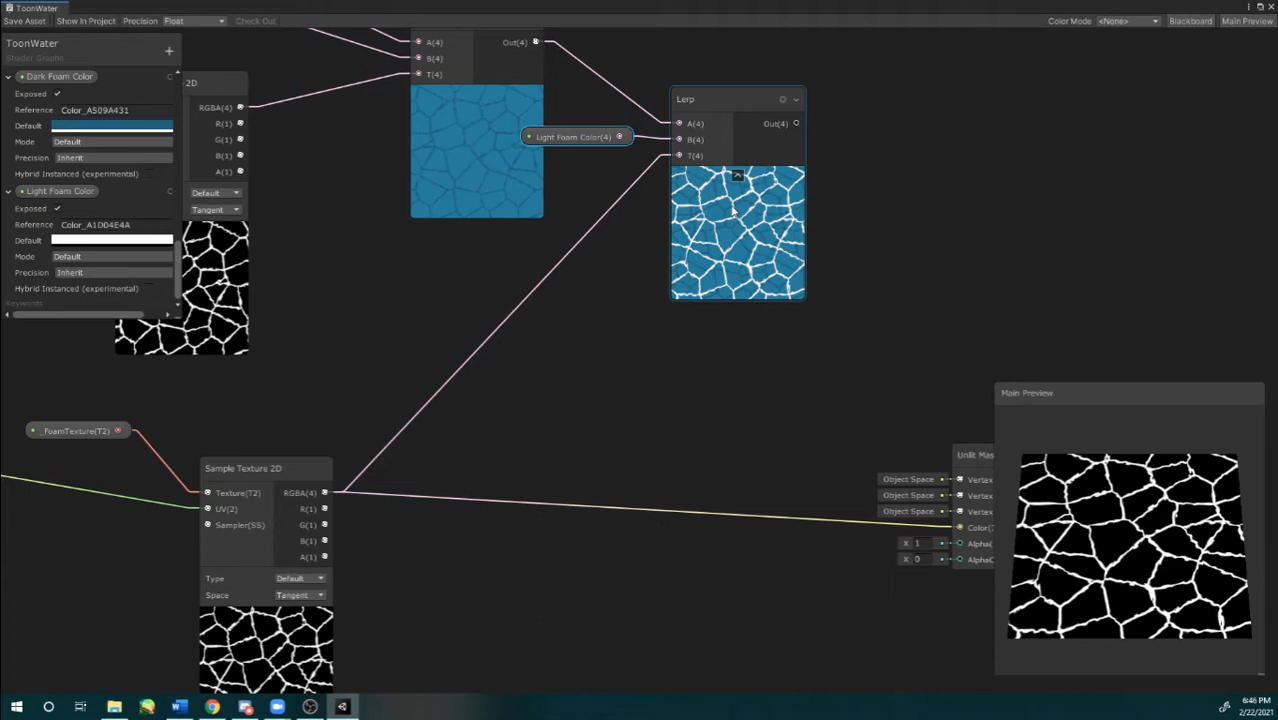 ToonWater
Save Asset Show In Project Precision Float Check Out Color Mode <None> Blackboard Main Preview
ToonWater
Shader Graphs
Dark Foam Color
Exposed
Reference Color_A509A431
Default
Mode Default
Precision Inherit
Hybrid Instanced (experimental)
Light Foam Color
Exposed
Reference Color_A1D04E4A
Default
Mode Default
Precision Inherit
Hybrid Instanced (experimental)
Keywords
2D
RGBA(4)
R(1)
G(1)
B(1)
A(1)
Default
Tangent
A(4) Out(4)
B(4)
T(4)
Light Foam Color(4)
Lerp
A(4) Out(4)
B(4)
T(4)
_FoamTexture(T2)
Sample Texture 2D
Texture(T2) RGBA(4)
UV(2) R(1)
Sampler(SS) G(1)
B(1)
A(1)
Type Default
Space Tangent
Unlit Mas
Object Space Vertex
Object Space Vertex
Object Space Vertex
Color(
X 1 Alpha(
X 0 AlphaC
Main Preview
6:46 PM
2/22/2021